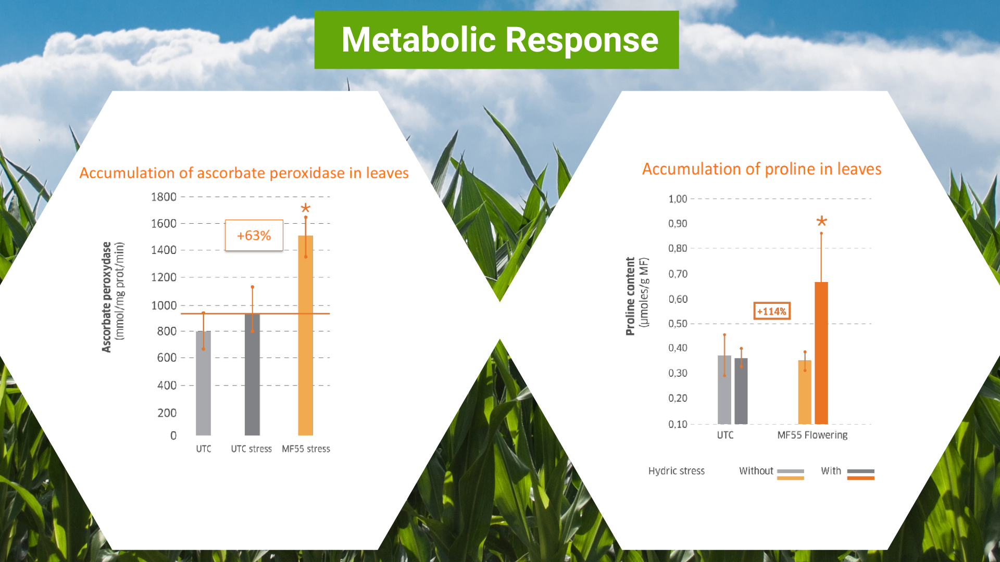 Metabolic Response
Accumulation of ascorbate peroxidase in leaves
1800
1600
1400
1200
1000
800
600
400
200
0
Ascorbate peroxydase
(mmol/mg prot/min)
+63%
*
UTC
UTC stress
MF55 stress
Accumulation of proline in leaves
1,00
0,90
0,80
0,70
0,60
0,50
0,40
0,30
0,20
0,10
Proline content
(µmoles/g MF)
+114%
*
UTC
MF55 Flowering
Hydric stress
Without
With